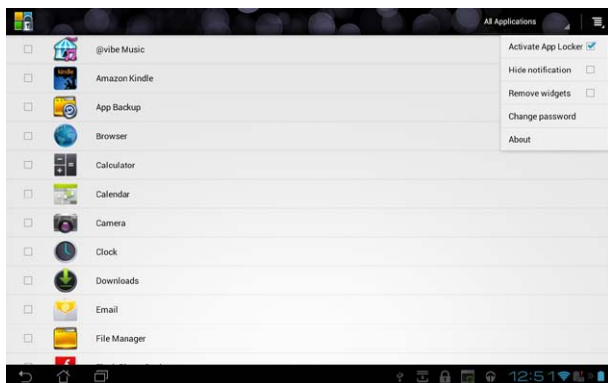 All Applications
Activate App Locker
Hide notification
Remove widgets
Change password
About
@vibe Music
kindle
Amazon Kindle
App Backup
Browser
Calculator
Calendar
Camera
Clock
Downloads
Email
File Manager
12:51